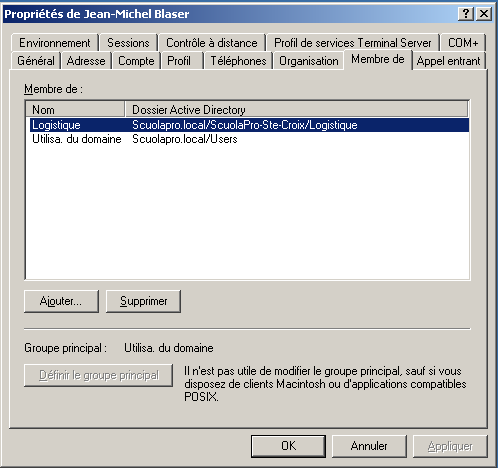 Propriétés de Jean-Michel Blaser
Environnement Sessions Contrôle à distance Profil de services Terminal Server COM+
Général Adresse Compte Profil Téléphones Organisation Membre de Appel entrant
Membre de :
Nom Dossier Active Directory
Logistique Scuolapro.local/ScuolaPro-Ste-Croix/Logistique
Utilisa. du domaine Scuolapro.local/Users
Ajouter... Supprimer
Groupe principal : Utilisa. du domaine
Définir le groupe principal
Il n'est pas utile de modifier le groupe principal, sauf si vous
disposez de clients Macintosh ou d'applications compatibles
POSIX.
OK Annuler Appliquer